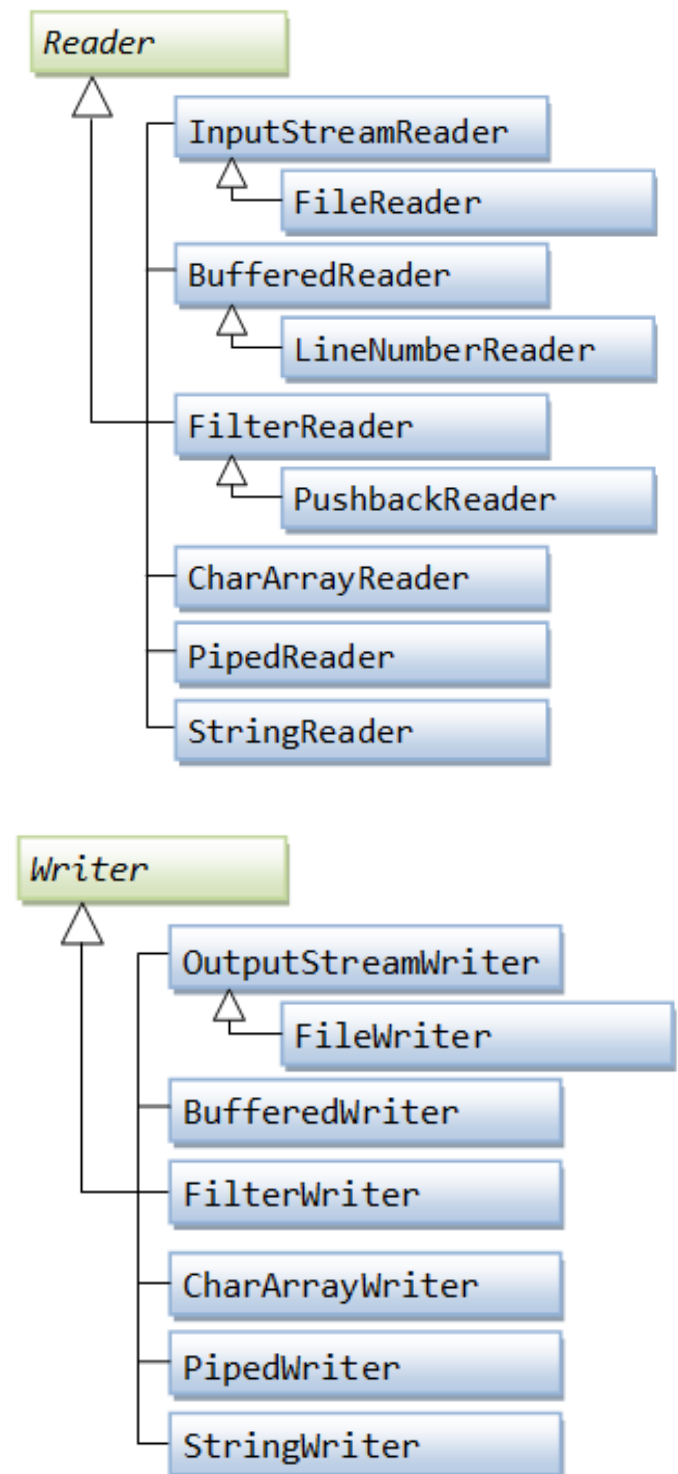 Reader
InputStreamReader
FileReader
BufferedReader
LineNumberReader
FilterReader
PushbackReader
CharArrayReader
PipedReader
StringReader
Writer
OutputStreamWriter
FileWriter
BufferedWriter
FilterWriter
CharArrayWriter
PipedWriter
StringWriter